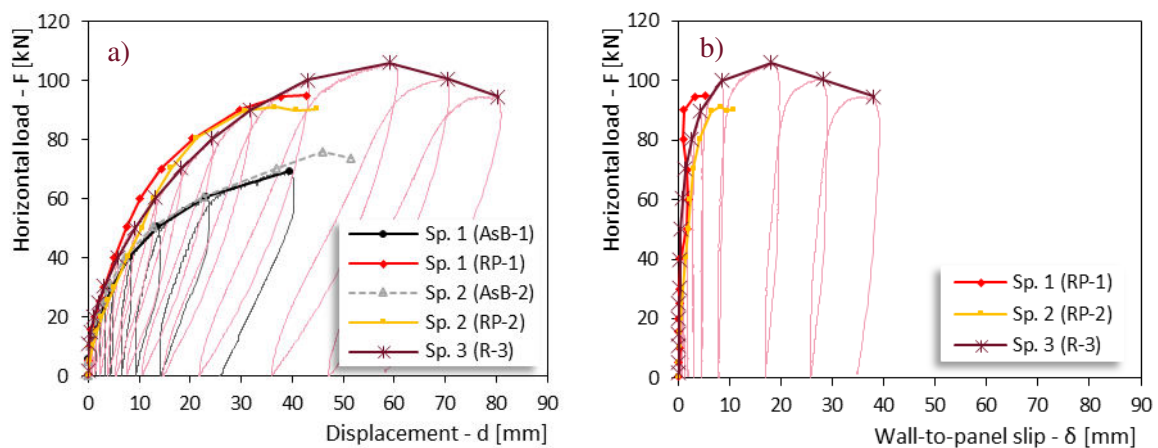 a)
Horizontal load - F [kN]
120
100
80
60
40
20
0
Sp. 1 (AsB-1)
Sp. 1 (RP-1)
Sp. 2 (AsB-2)
Sp. 2 (RP-2)
Sp. 3 (R-3)
0 10 20 30 40 50 60 70 80 90
Displacement - d [mm]
b)
Horizontal load - F [kN]
120
100
80
60
40
20
0
Sp. 1 (RP-1)
Sp. 2 (RP-2)
Sp. 3 (R-3)
0 10 20 30 40 50 60 70 80 90
Wall-to-panel slip - δ [mm]